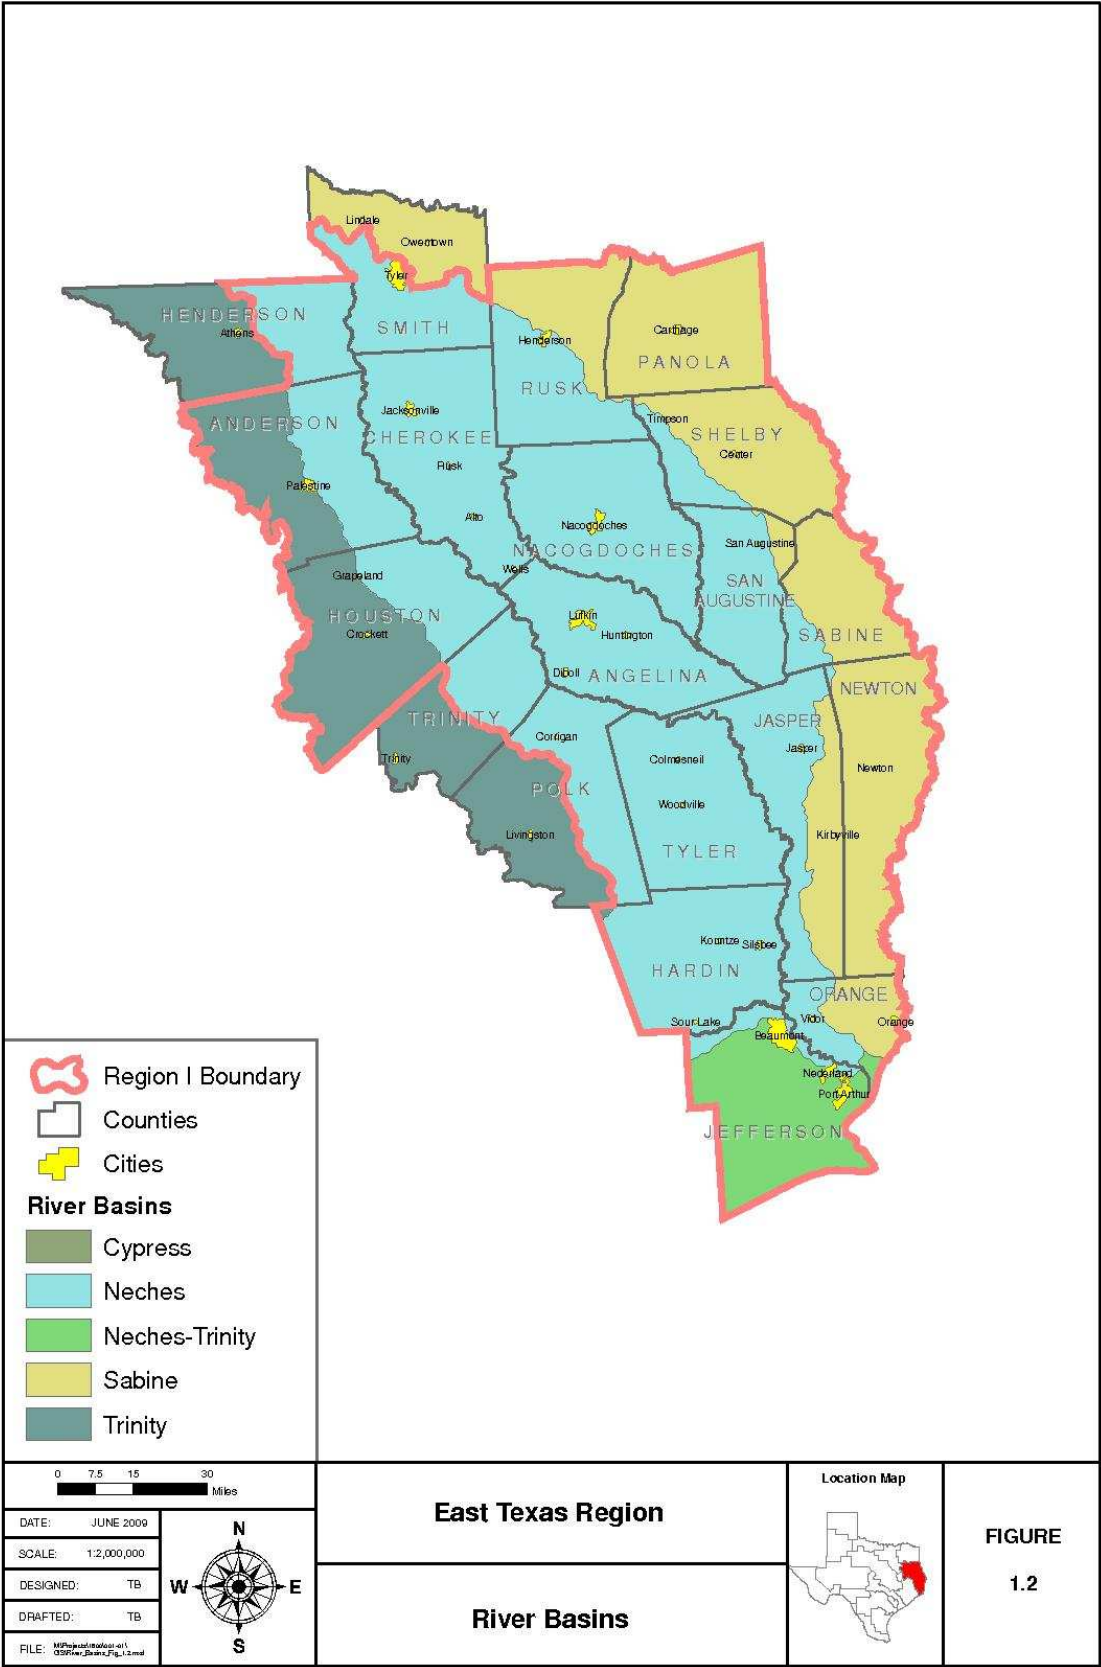 Lindale
Owentown
Tyler
HENDERSON
Athens
SMITH
Henderson
Carthage
PANOLA
RUSK
Jacksonville
ANDERSON
CHEROKEE
Timpson
SHELBY
Center
Rusk
Palestine
Alto
Nacogdoches
NACOGDOCHES
San Augustine
Wells
Grapeland
SAN
AUGUSTINE
HOUSTON
Crockett
Lufkin
Huntington
SABINE
Diboll
ANGELINA
NEWTON
TRINITY
JASPER
Corrigan
Jasper
Trinity
Colmesneil
Newton
POLK
Woodville
Livingston
Kirbyville
TYLER
Kountze
Silsbee
HARDIN
ORANGE
Sour Lake
Vidor
Orange
Beaumont
Nederland
Port Arthur
JEFFERSON
Region I Boundary
Counties
Cities
River Basins
Cypress
Neches
Neches-Trinity
Sabine
Trinity
0 7.5 15 30
Miles
DATE: JUNE 2009
SCALE: 1:2,000,000
DESIGNED: TB
DRAFTED: TB
FILE:
N
W E
S
East Texas Region
River Basins
Location Map
FIGURE
1.2